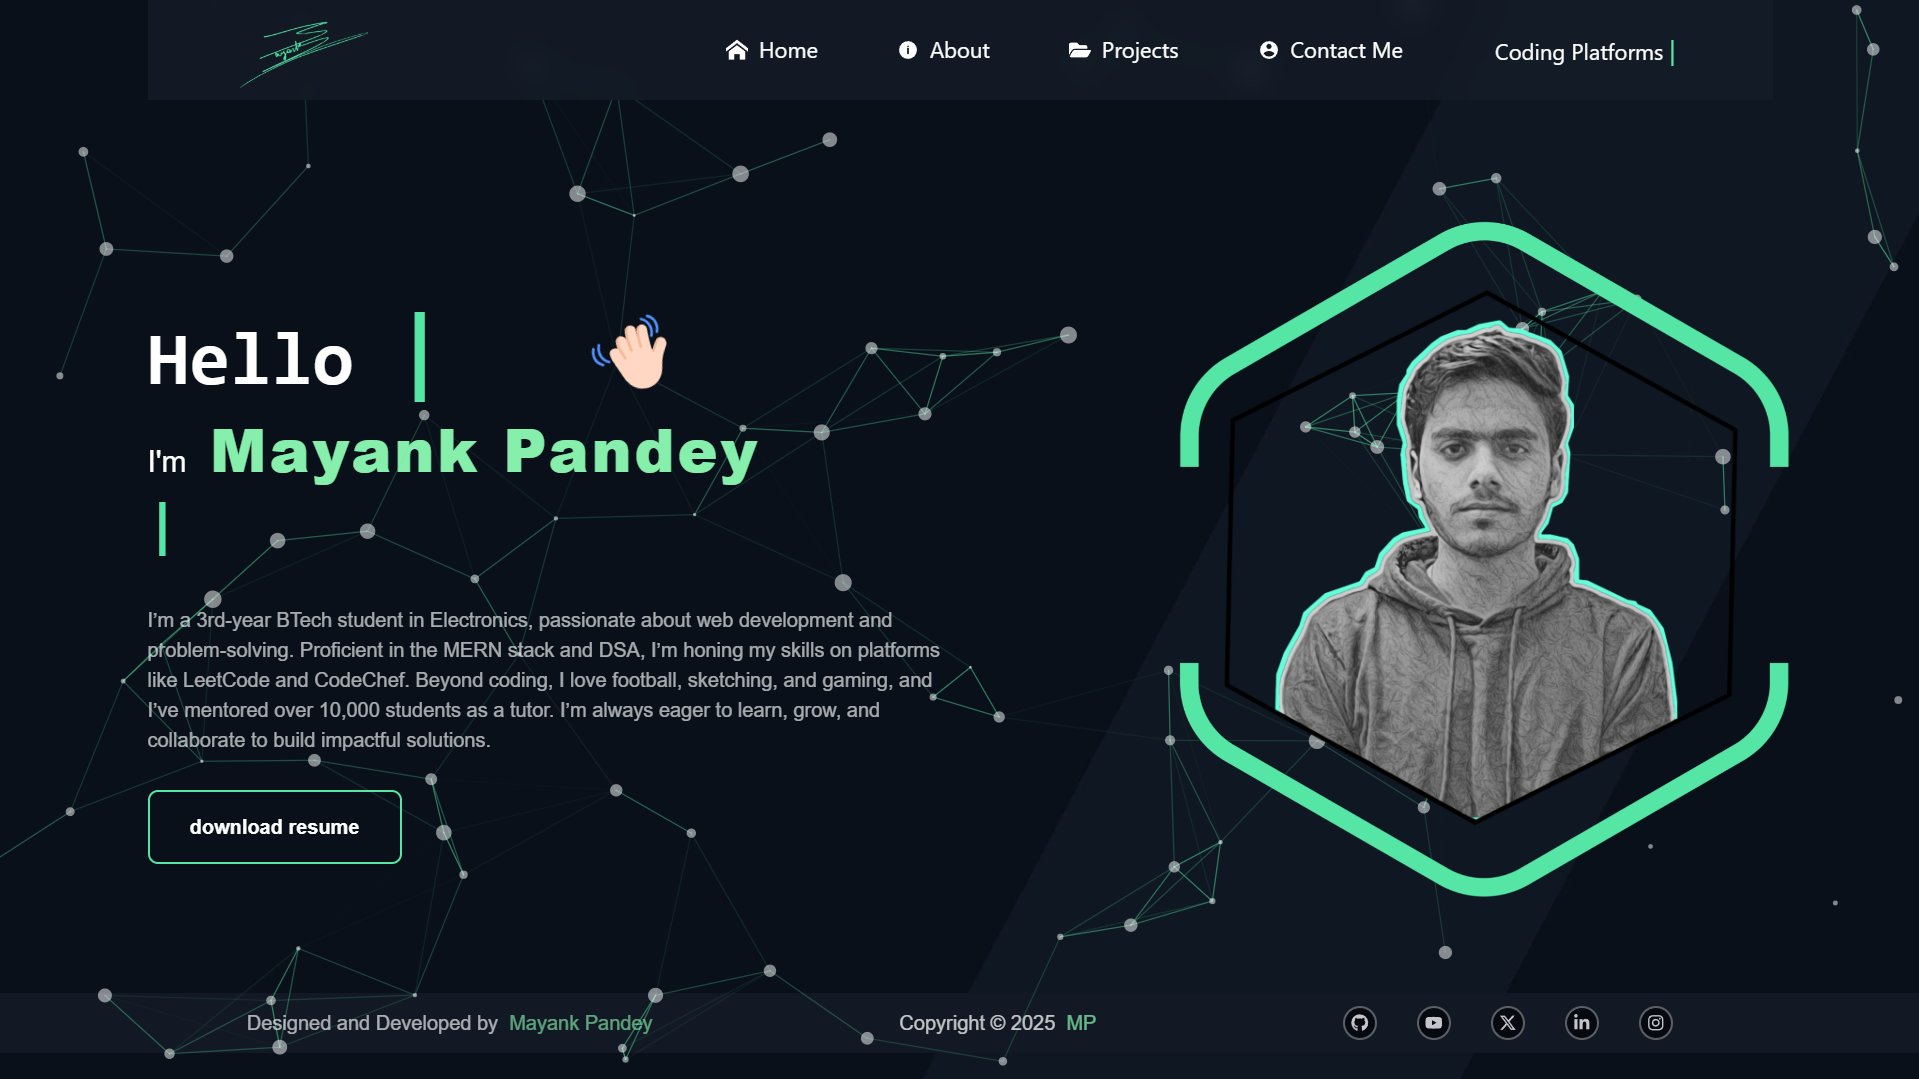 Home
About
Projects
Contact Me
Coding Platforms
Hello
I'm Mayank Pandey
I’m a 3rd-year BTech student in Electronics, passionate about web development and
problem-solving. Proficient in the MERN stack and DSA, I’m honing my skills on platforms
like LeetCode and CodeChef. Beyond coding, I love football, sketching, and gaming, and
I’ve mentored over 10,000 students as a tutor. I’m always eager to learn, grow, and
collaborate to build impactful solutions.
download resume
Designed and Developed by Mayank Pandey
Copyright © 2025 MP